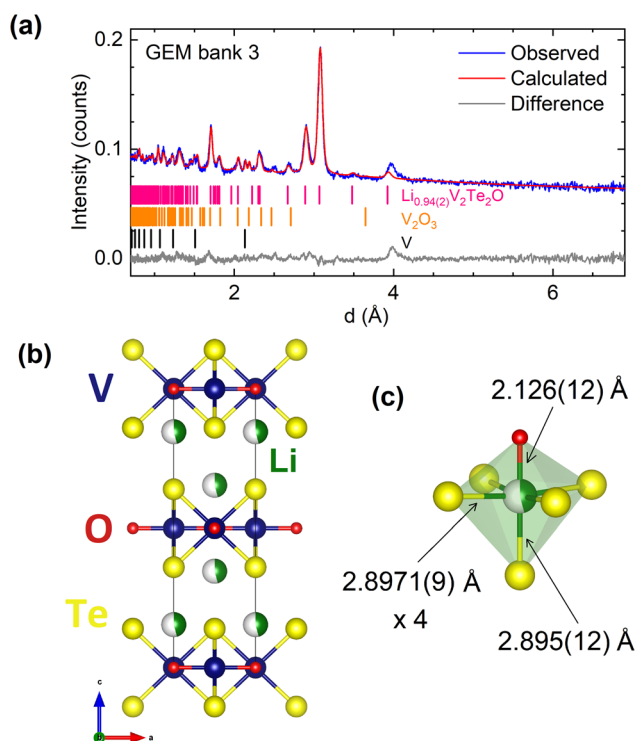 (a)
GEM bank 3
Observed
Calculated
Difference
Intensity (counts)
0.2
0.1
0.0
Li0.94(2)V2Te2O
V2O3
V
2
4
6
d (Å)
(b)
V
Li
O
Te
c
b
a
(c)
2.126(12) Å
2.8971(9) Å
x 4
2.895(12) Å